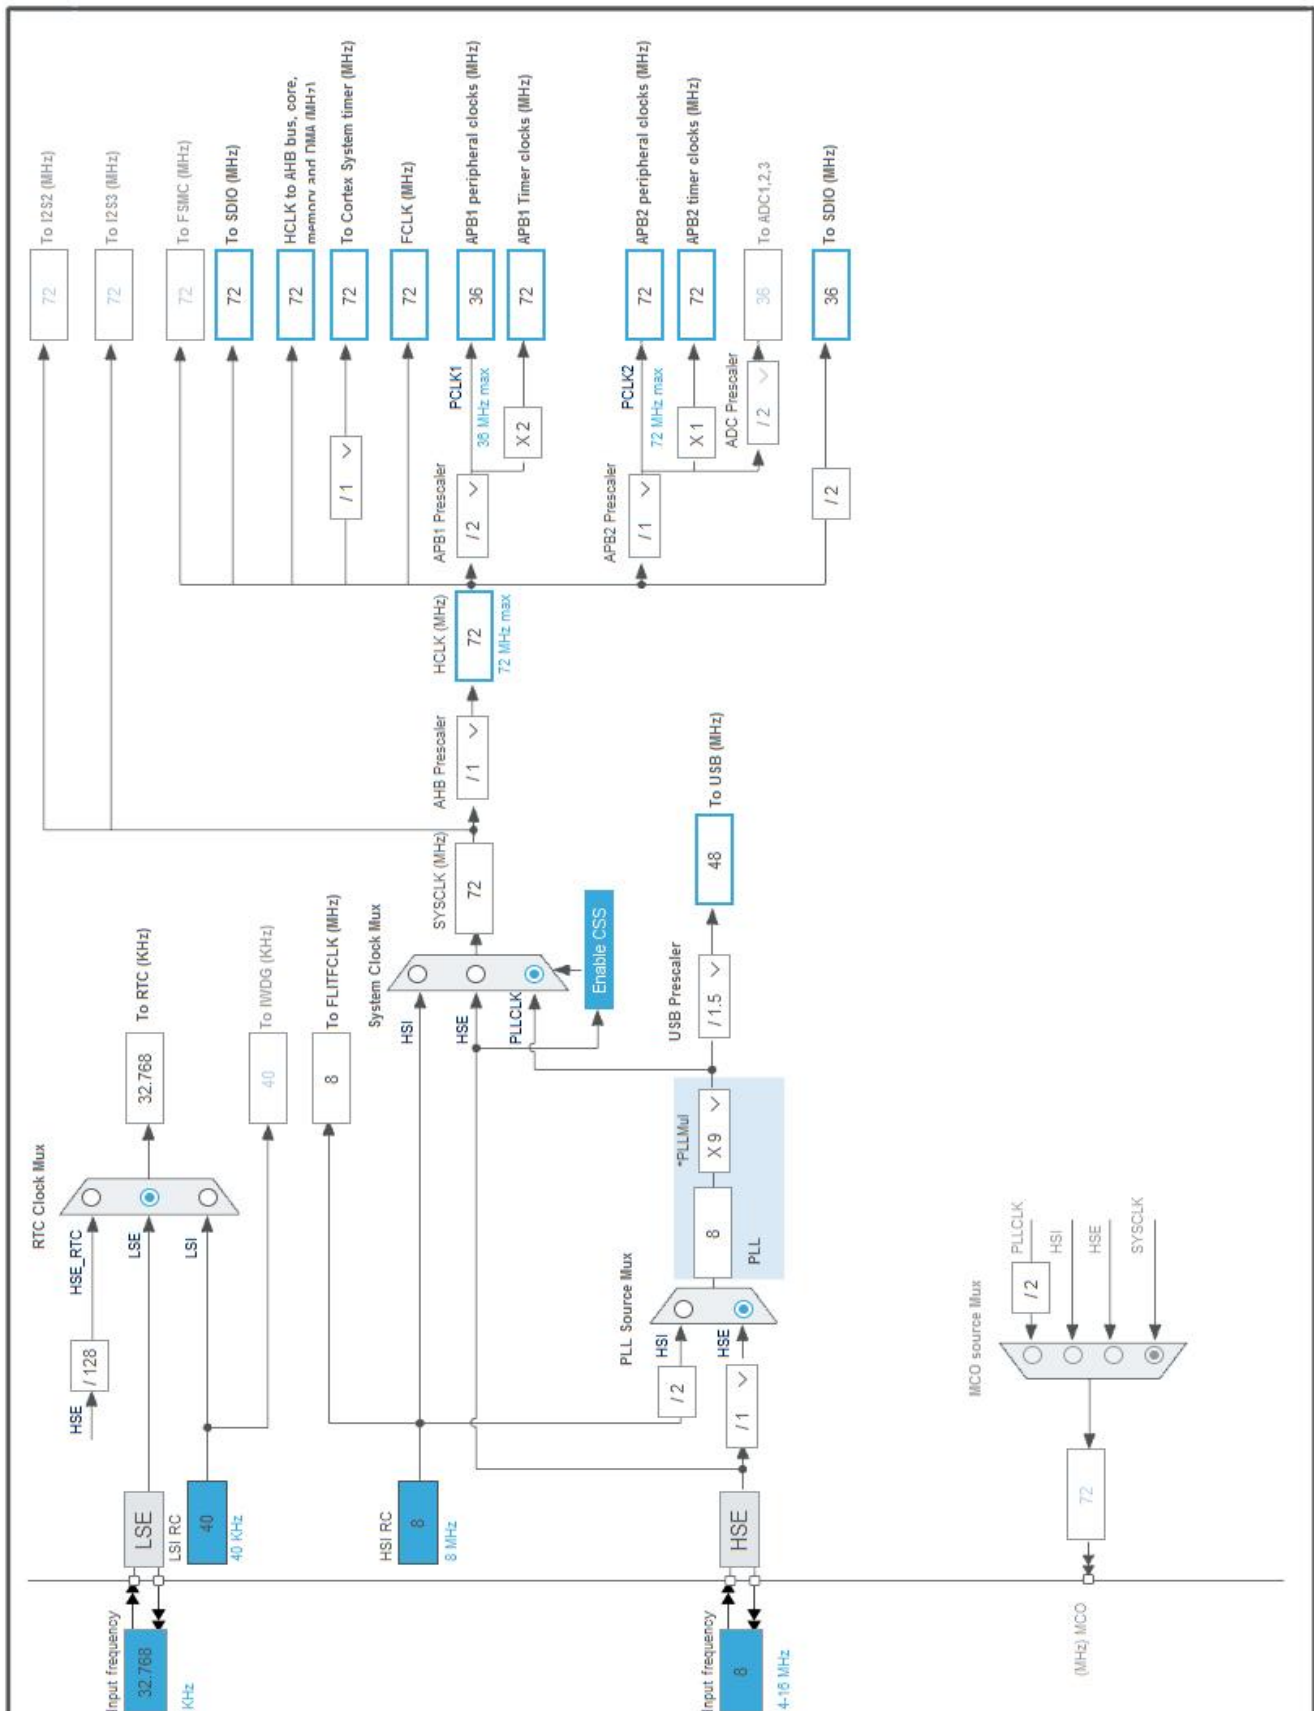 Input frequency
32.768
KHz
LSE
LSI RC
40
40 KHz
HSE
/ 128
HSE_RTC
LSE
LSI
RTC Clock Mux
32.768
To RTC (KHz)
40
To IWDG (KHz)
HSI RC
8
8 MHz
8
To FLITFCLK (MHz)
System Clock Mux
HSI
HSE
PLLCLK
Enable CSS
SYSCLK (MHz)
72
AHB Prescaler
/ 1
HCLK (MHz)
72
72 MHz max
72
To I2S2 (MHz)
72
To I2S3 (MHz)
72
To FSMC (MHz)
72
To SDIO (MHz)
72
HCLK to AHB bus, core,
memory and DMA (MHz)
/ 1
72
To Cortex System timer (MHz)
72
FCLK (MHz)
APB1 Prescaler
/ 2
PCLK1
36 MHz max
36
APB1 peripheral clocks (MHz)
X 2
72
APB1 Timer clocks (MHz)
APB2 Prescaler
/ 1
PCLK2
72 MHz max
72
APB2 peripheral clocks (MHz)
X 1
72
APB2 timer clocks (MHz)
ADC Prescaler
/ 2
36
To ADC1,2,3
/ 2
36
To SDIO (MHz)
Input frequency
8
4-16 MHz
HSE
/ 2
/ 1
PLL Source Mux
HSI
HSE
8
PLL
*PLLMul
X 9
USB Prescaler
/ 1.5
48
To USB (MHz)
(MHz) MCO
72
MCO source Mux
/ 2
PLLCLK
HSI
HSE
SYSCLK